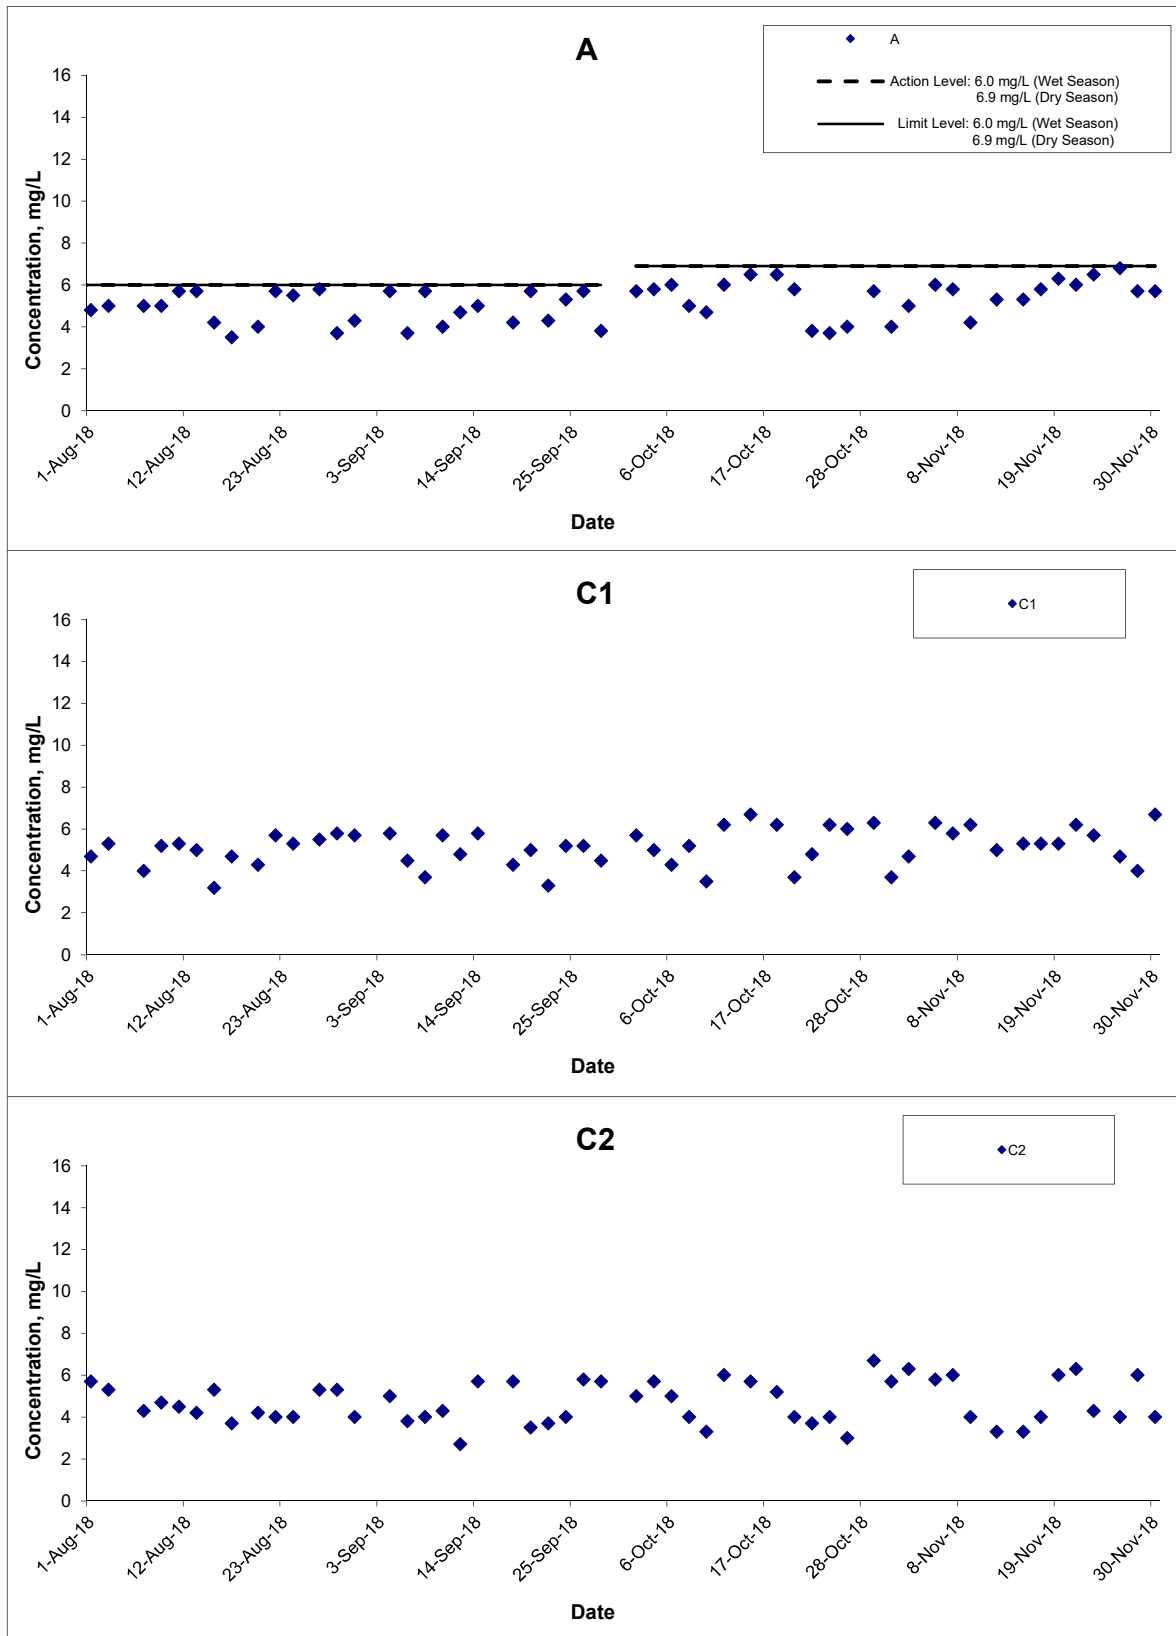 A
A
Action Level: 6.0 mg/L (Wet Season)
6.9 mg/L (Dry Season)
Limit Level: 6.0 mg/L (Wet Season)
6.9 mg/L (Dry Season)
Concentration, mg/L
16
14
12
10
8
6
4
2
0
1-Aug-18
12-Aug-18
23-Aug-18
3-Sep-18
14-Sep-18
25-Sep-18
6-Oct-18
17-Oct-18
28-Oct-18
8-Nov-18
19-Nov-18
30-Nov-18
Date
C1
C1
Concentration, mg/L
16
14
12
10
8
6
4
2
0
1-Aug-18
12-Aug-18
23-Aug-18
3-Sep-18
14-Sep-18
25-Sep-18
6-Oct-18
17-Oct-18
28-Oct-18
8-Nov-18
19-Nov-18
30-Nov-18
Date
C2
C2
Concentration, mg/L
16
14
12
10
8
6
4
2
0
1-Aug-18
12-Aug-18
23-Aug-18
3-Sep-18
14-Sep-18
25-Sep-18
6-Oct-18
17-Oct-18
28-Oct-18
8-Nov-18
19-Nov-18
30-Nov-18
Date